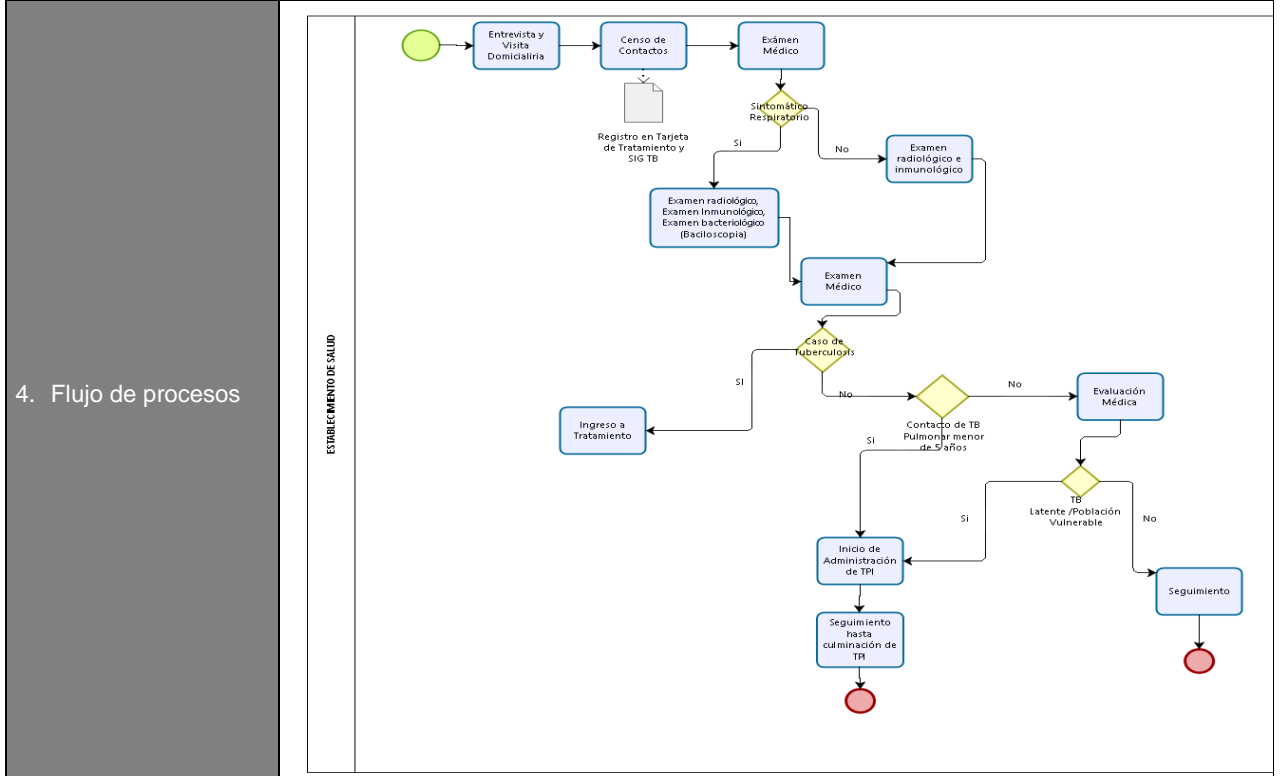 4. Flujo de procesos
ESTABLECIMIENTO DE SALUD
Entrevista y
Visita
Domicialiria
Censo de
Contactos
Exámen
Médico
Registro en Tarjeta
de Tratamiento y
SIG TB
Sintomático
Respiratorio
Si
No
Examen
radiológico e
inmunológico
Examen radiológico,
Examen Inmunológico,
Examen bacteriológico
(Baciloscopia)
Examen
Médico
Caso de
Tuberculosis
SI
No
Ingreso a
Tratamiento
Contacto de TB
Pulmonar menor
de 5 años
Si
No
Evaluación
Médica
TB
Latente /Población
Vulnerable
Si
No
Inicio de
Administración
de TPI
Seguimiento
Seguimiento
hasta
culminación de
TPI